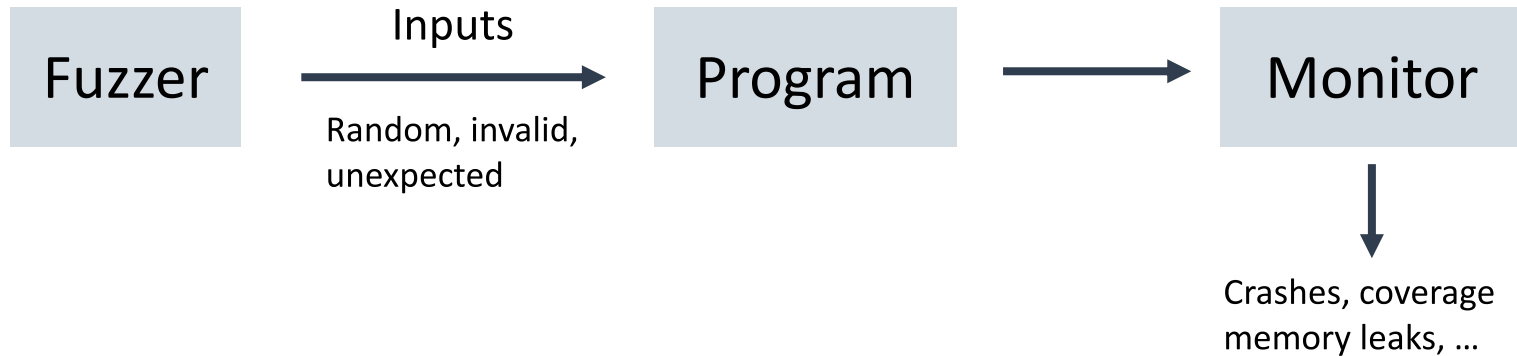 Fuzzer
Inputs
Random, invalid,
unexpected
Program
Monitor
Crashes, coverage
memory leaks, ...